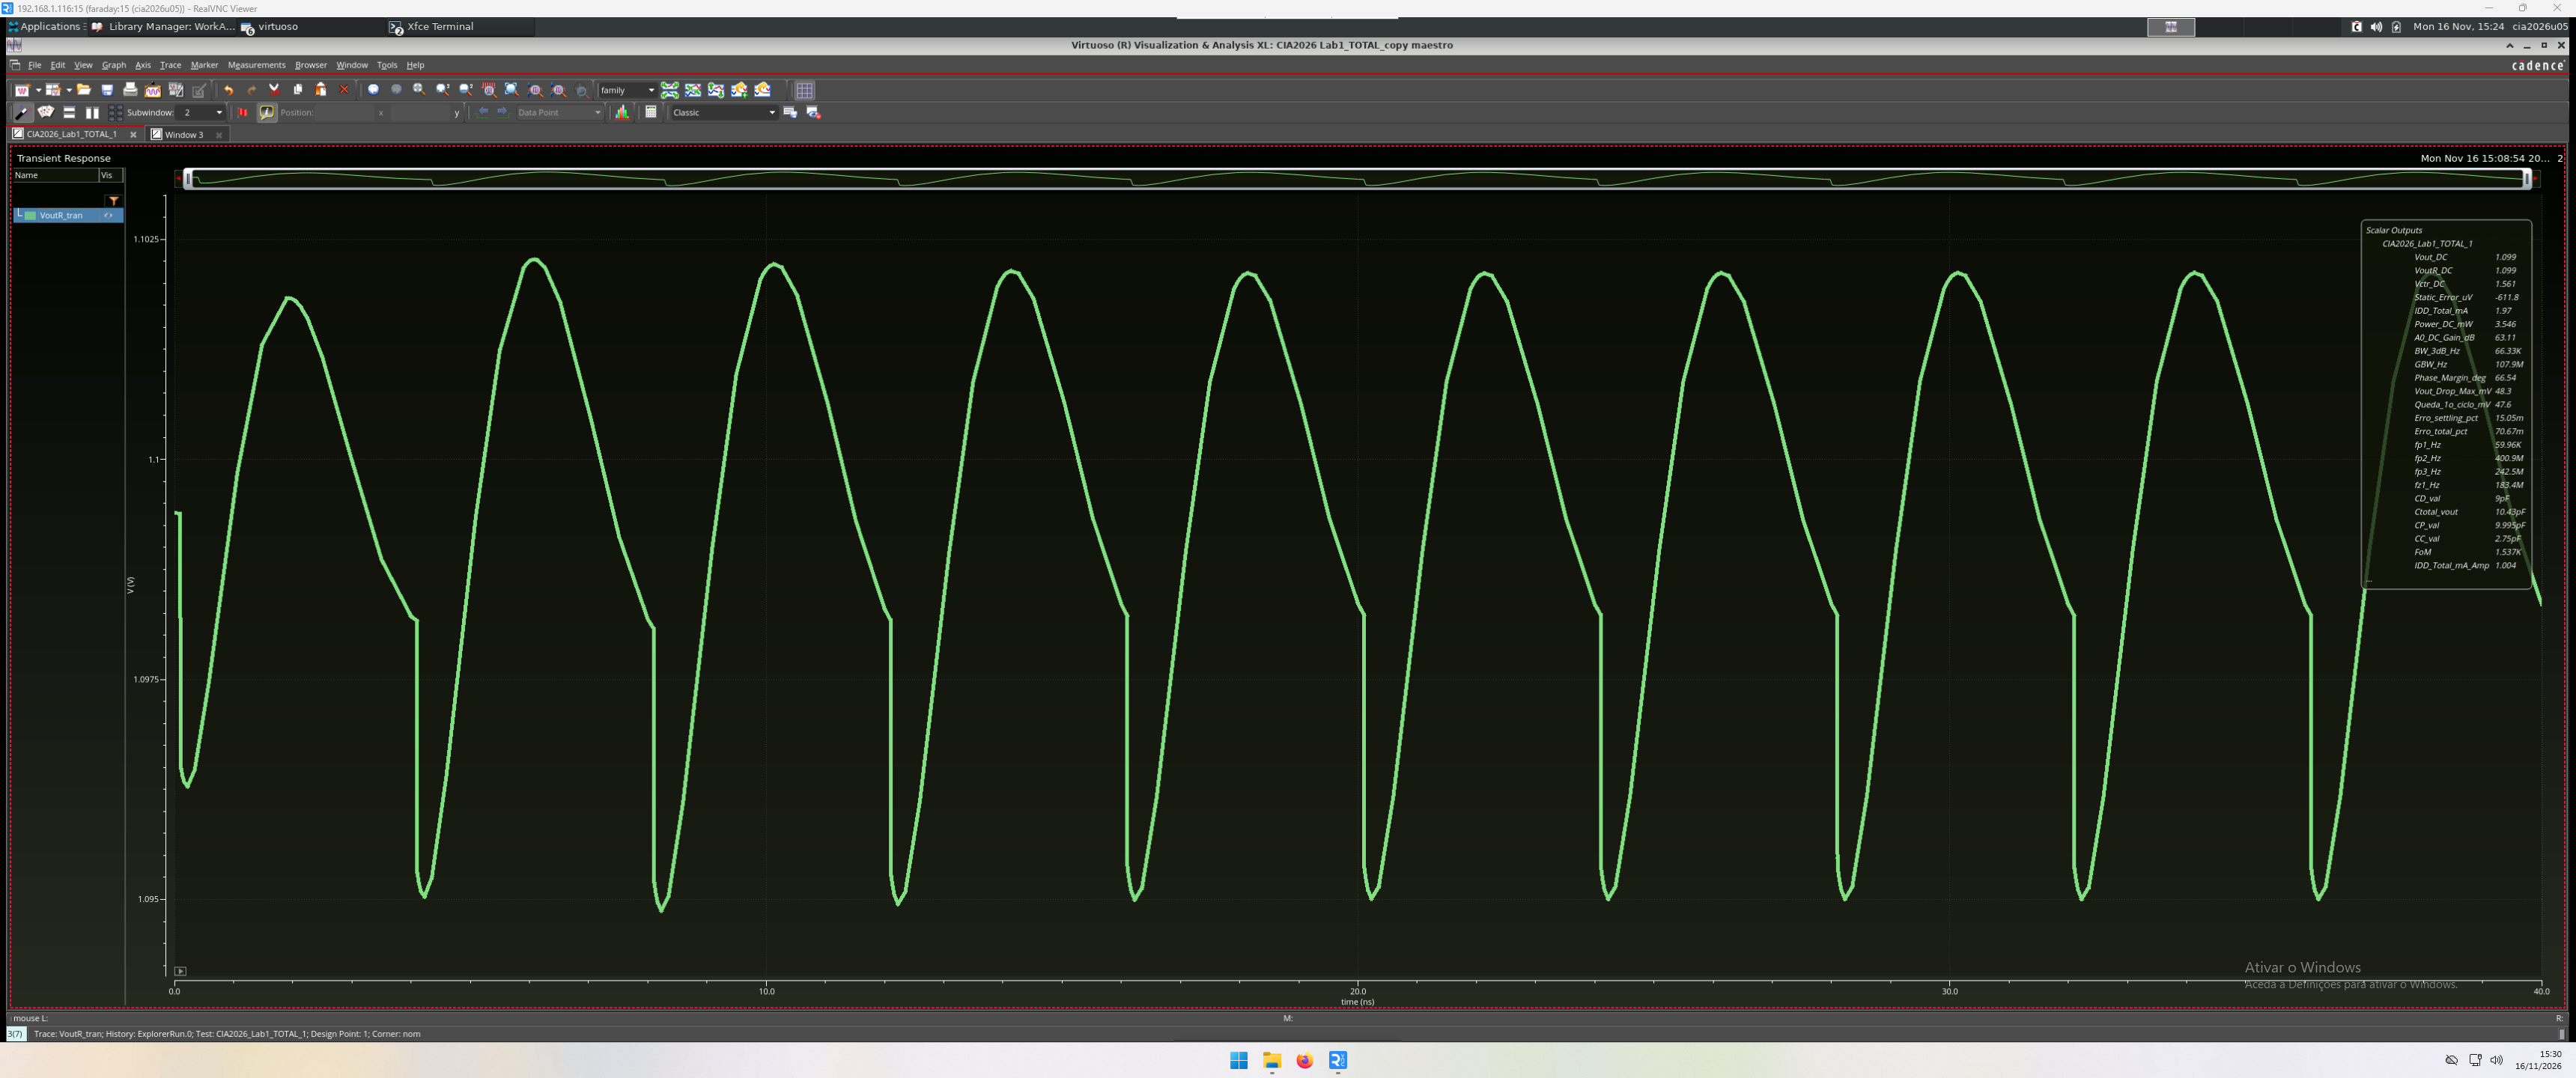 192.168.1.116:15 (faraday:15 (cia2026u05)) - RealVNC Viewer
Applications Library Manager: WorkA... virtuoso Xfce Terminal Mon 16 Nov, 15:24 cia2026u05
Virtuoso (R) Visualization & Analysis XL: CIA2026 Lab1_TOTAL_copy maestro
File Edit View Graph Axis Trace Marker Measurements Browser Window Tools Help
cadence
family
Subwindow: 2 Position: x y Data Point Classic
CIA2026_Lab1_TOTAL_1 Window 3
Transient Response Mon Nov 16 15:08:54 20... 2
Name Vis
VoutR_tran
1.1025
1.1
1.0975
1.095
V (V)
Scalar Outputs
CIA2026_Lab1_TOTAL_1
Vout_DC 1.099
VoutR_DC 1.099
Vctr_DC 1.561
Static_Error_uV -611.8
IDD_Total_mA 1.97
Power_DC_mW 3.546
A0_DC_Gain_dB 63.11
BW_3dB_Hz 66.33K
GBW_Hz 107.9M
Phase_Margin_deg 66.54
Vout_Drop_Max_mV 48.6
Queda_1o_ciclo_mV 47.6
Erro_settling_pct 15.05m
Erro_total_pct 70.67m
fp1_Hz 59.96K
fp2_Hz 400.9M
fp3_Hz 242.5M
fz1_Hz 183.4M
CD_val 9pF
Ctotal_vout 10.43pF
CP_val 9.995pF
CC_val 2.75pF
FoM 1.537K
IDD_Total_mA_Amp 1.004
...
0.0 10.0 20.0 30.0 40.0
time (ns)
Ativar o Windows
Aceda a Definições para ativar o Windows.
mouse L: M: R:
3(7) Trace: VoutR_tran; History: ExplorerRun.0; Test: CIA2026_Lab1_TOTAL_1; Design Point: 1; Corner: nom
15:30
16/11/2026